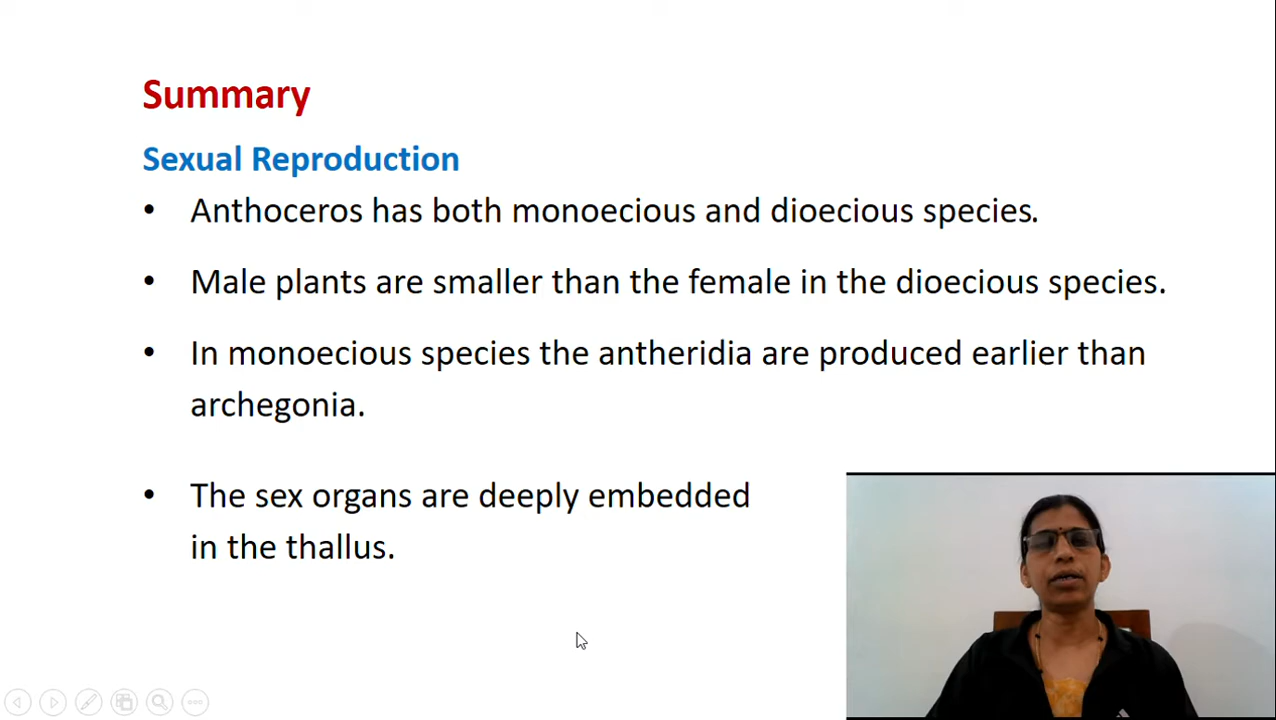 Summary
Sexual Reproduction
• Anthoceros has both monoecious and dioecious species.
• Male plants are smaller than the female in the dioecious species.
• In monoecious species the antheridia are produced earlier than
archegonia.
• The sex organs are deeply embedded
in the thallus.